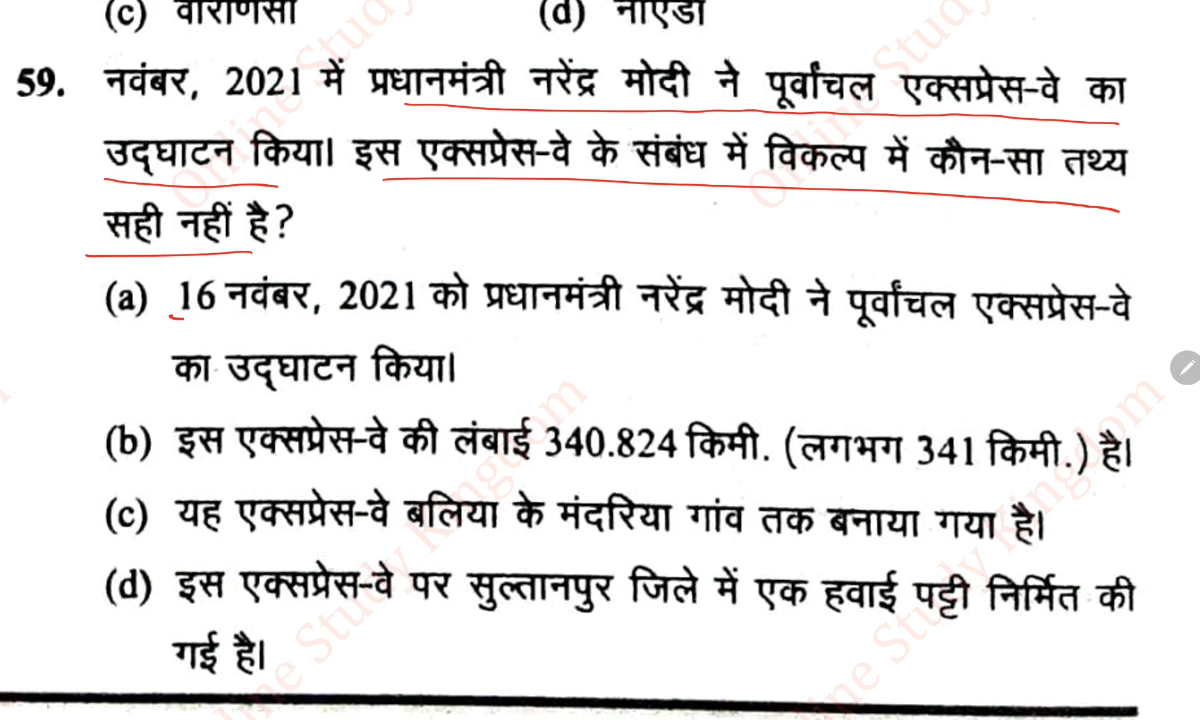 (c) वाराणसी (d) नोएडा
59. नवंबर, 2021 में प्रधानमंत्री नरेंद्र मोदी ने पूर्वांचल एक्सप्रेस-वे का
उद्घाटन किया। इस एक्सप्रेस-वे के संबंध में विकल्प में कौन-सा तथ्य
सही नहीं है?
(a) 16 नवंबर, 2021 को प्रधानमंत्री नरेंद्र मोदी ने पूर्वांचल एक्सप्रेस-वे
का उद्घाटन किया।
(b) इस एक्सप्रेस-वे की लंबाई 340.824 किमी. (लगभग 341 किमी.) है।
(c) यह एक्सप्रेस-वे बलिया के मंदरिया गांव तक बनाया गया है।
(d) इस एक्सप्रेस-वे पर सुल्तानपुर जिले में एक हवाई पट्टी निर्मित की
गई है।
Online Study Kingdom